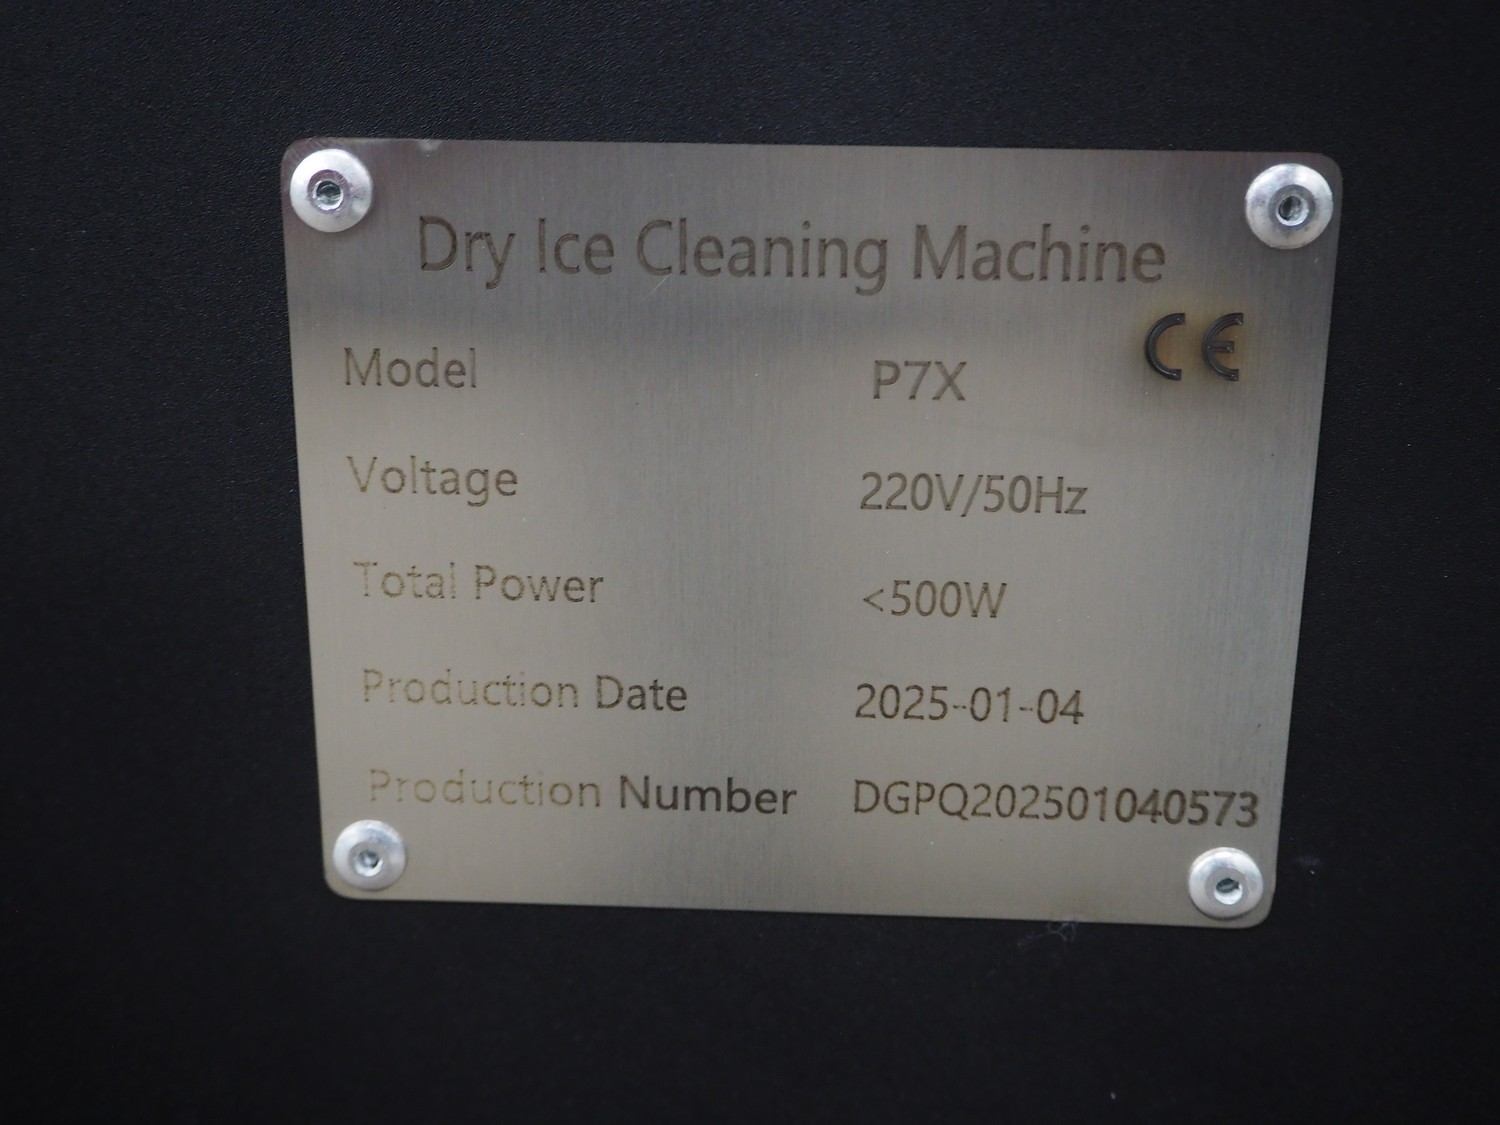 Dry Ice Cleaning Machine
CE
Model P7X
Voltage 220V/50Hz
Total Power <500W
Production Date 2025-01-04
Production Number DGPQ202501040573